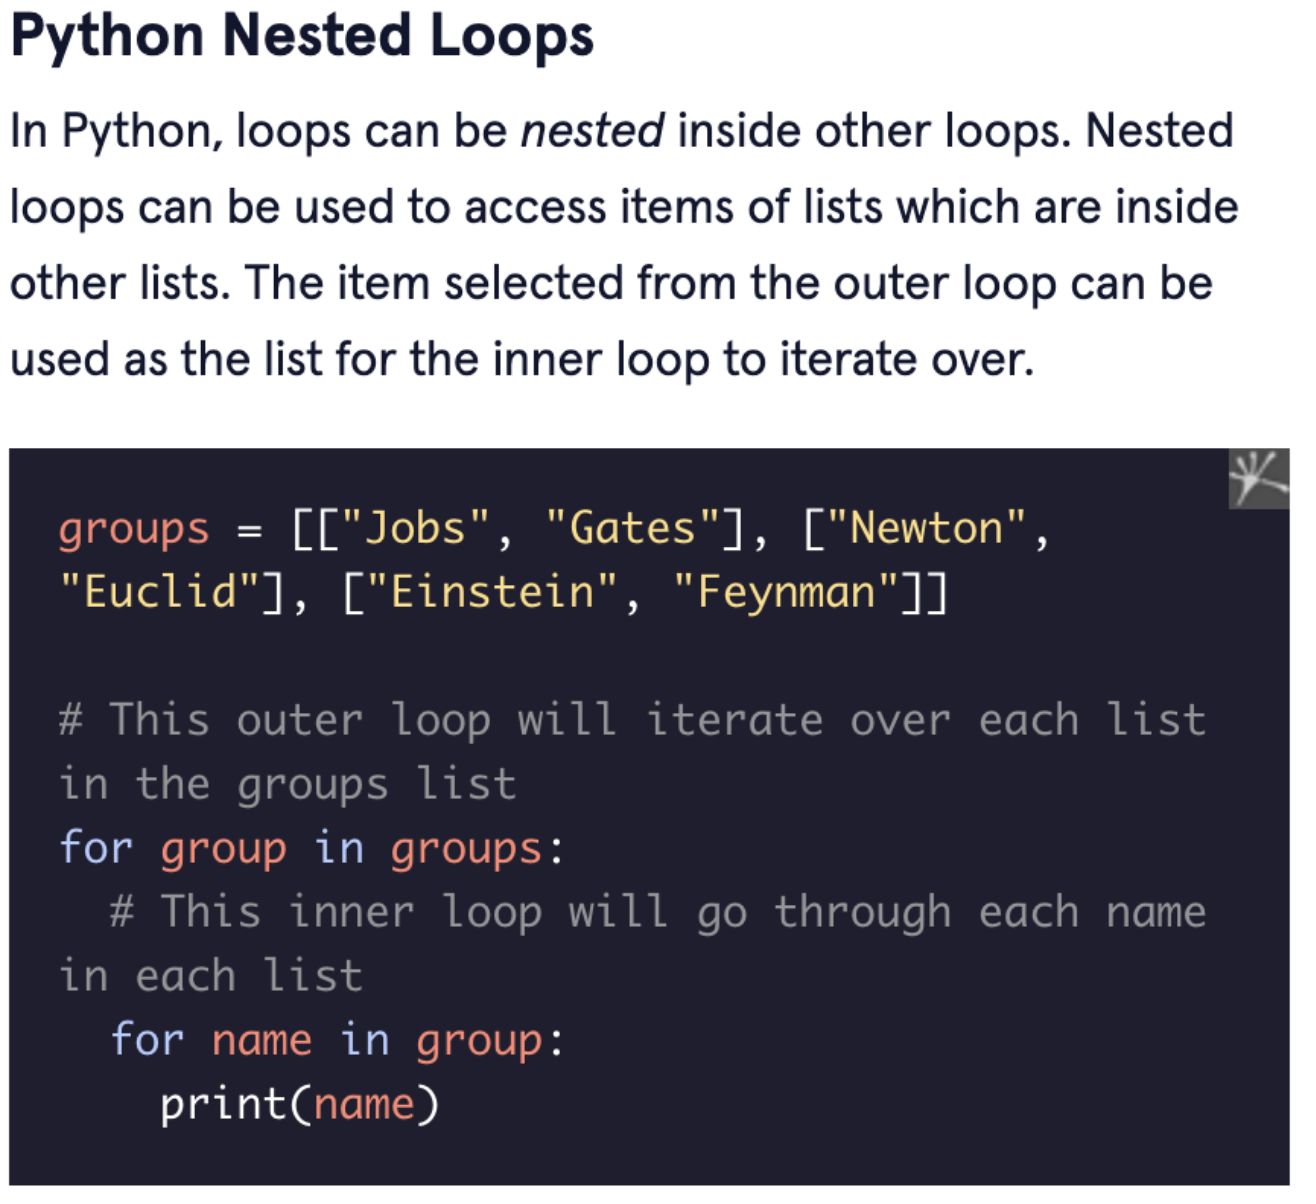 Python Nested Loops
In Python, loops can be nested inside other loops. Nested
loops can be used to access items of lists which are inside
other lists. The item selected from the outer loop can be
used as the list for the inner loop to iterate over.
groups = [["Jobs", "Gates"], ["Newton",
"Euclid"], ["Einstein", "Feynman"]]
# This outer loop will iterate over each list
in the groups list
for group in groups:
  # This inner loop will go through each name
in each list
  for name in group:
    print(name)